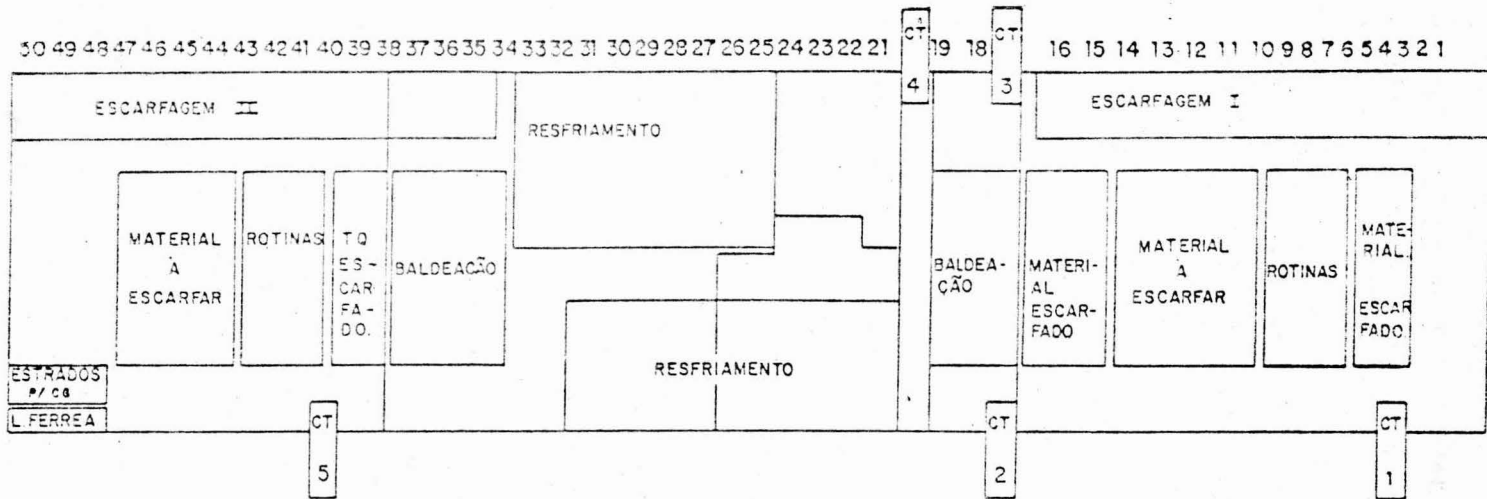 50 49 48 47 46 45 44 43 42 41 40 39 38 37 36 35 34 33 32 31 30 29 28 27 26 25 24 23 22 21 CT 19 18 CT 16 15 14 13 12 11 10 9 8 7 6 5 4 3 2 1
4
3
ESCARFAGEM II
RESFRIAMENTO
ESCARFAGEM I
MATERIAL
A
ESCARFAR
ROTINAS
TQ
ES-
CAR
FA-
DO.
BALDEAÇÃO
BALDEA-
ÇÃO
MATERI-
AL
ESCAR-
FADO
MATERIAL
A
ESCARFAR
ROTINAS
MATE-
RIAL.
ESCAR
FADO
RESFRIAMENTO
ESTRADOS
P/ CG
L. FERREA
CT
5
CT
2
CT
1